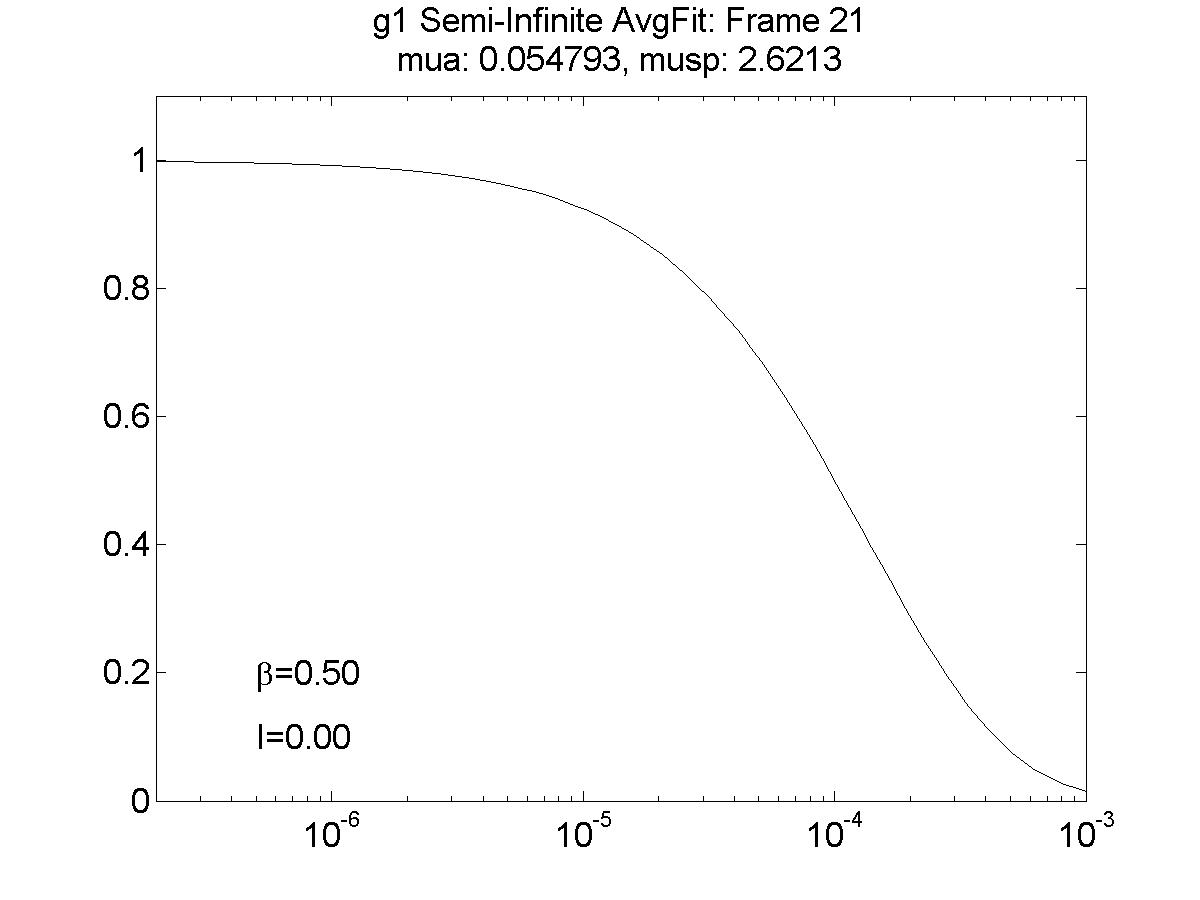 g1 Semi-Infinite AvgFit: Frame 21
mua: 0.054793, musp: 2.6213
1
0.8
0.6
0.4
0.2
0
β=0.50
I=0.00
10^-6
10^-5
10^-4
10^-3